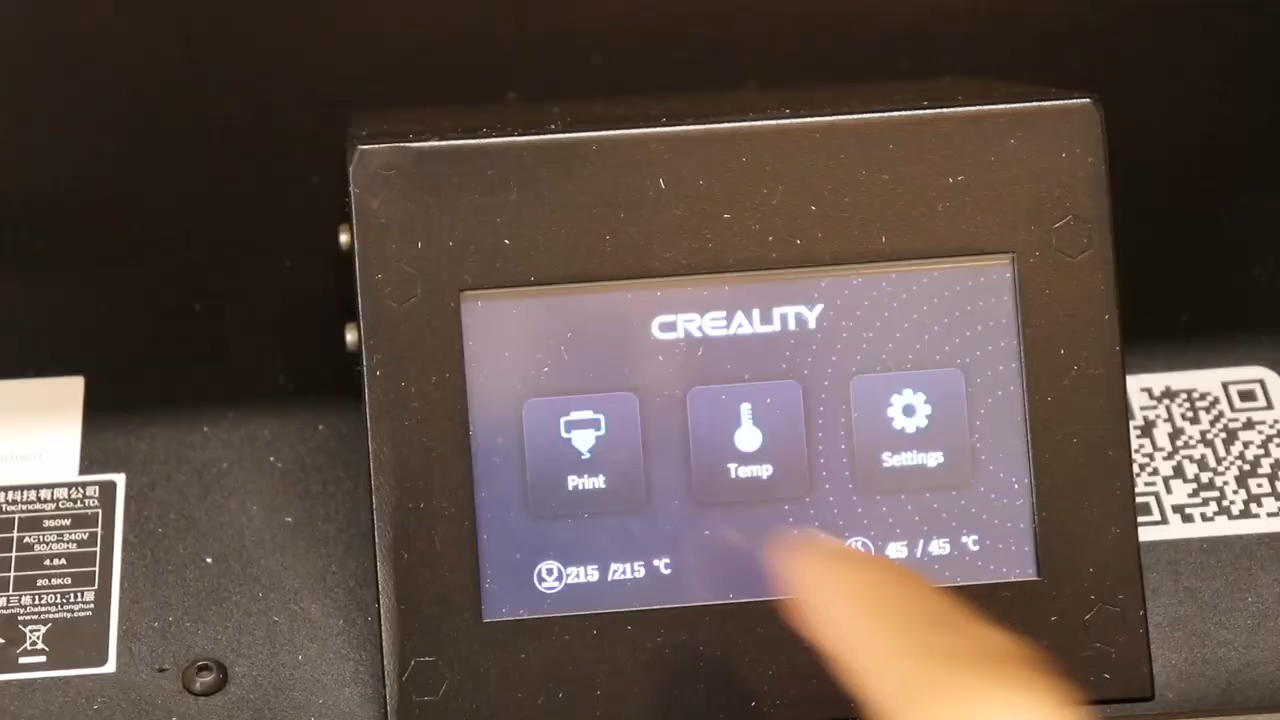 CREALITY
Print
Temp
Settings
215 /215 °C
45 / 45 °C
科技有限公司
Technology Co.,LTD.
350W
AC100-240V
50/60Hz
4.8A
20.5KG
第三栋1201-11层
Dalang,Longhua
www.creality.com